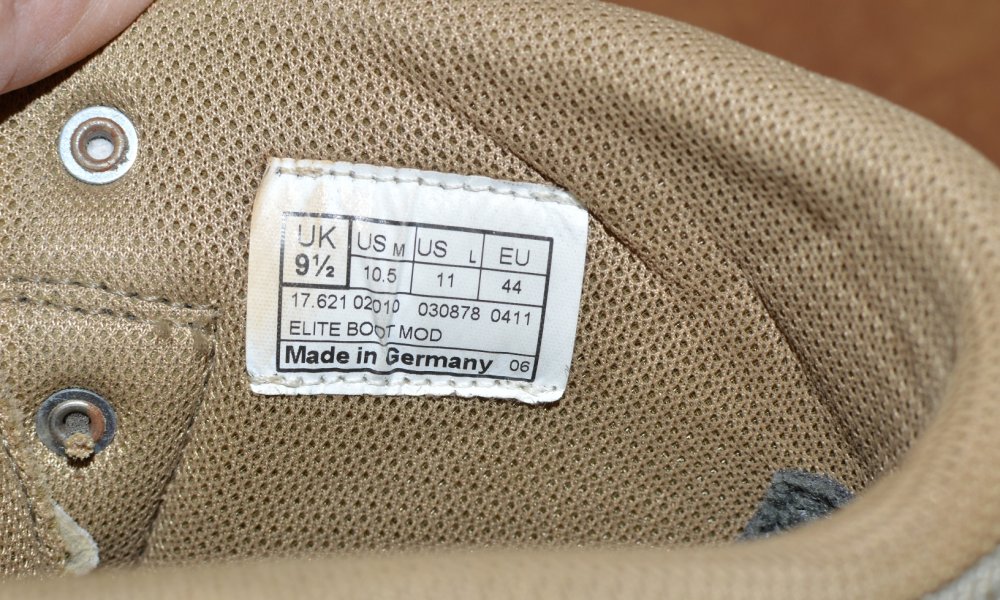 UK US M US L EU
9½ 10.5 11 44
17.621 02010 030878 0411
ELITE BOOT MOD
Made in Germany 06